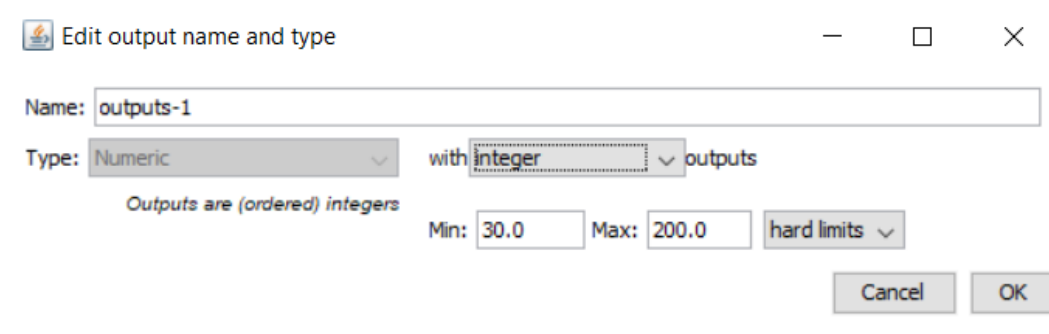 Edit output name and type
Name: outputs-1
Type: Numeric with integer outputs
Outputs are (ordered) integers
Min: 30.0 Max: 200.0 hard limits
Cancel OK